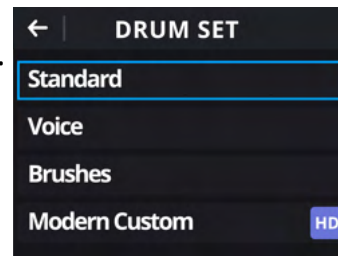 ← DRUM SET
Standard
Voice
Brushes
Modern Custom HD